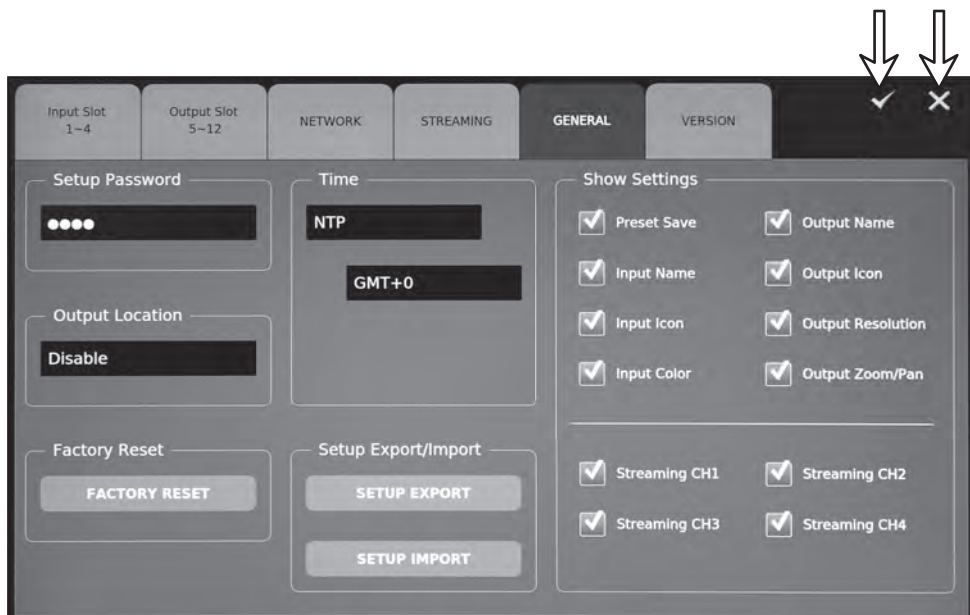 Input Slot
1~4
Output Slot
5~12
NETWORK
STREAMING
GENERAL
VERSION
Setup Password
Output Location
Disable
Factory Reset
FACTORY RESET
Time
NTP
GMT+0
Setup Export/Import
SETUP EXPORT
SETUP IMPORT
Show Settings
Preset Save
Output Name
Input Name
Output Icon
Input Icon
Output Resolution
Input Color
Output Zoom/Pan
Streaming CH1
Streaming CH2
Streaming CH3
Streaming CH4